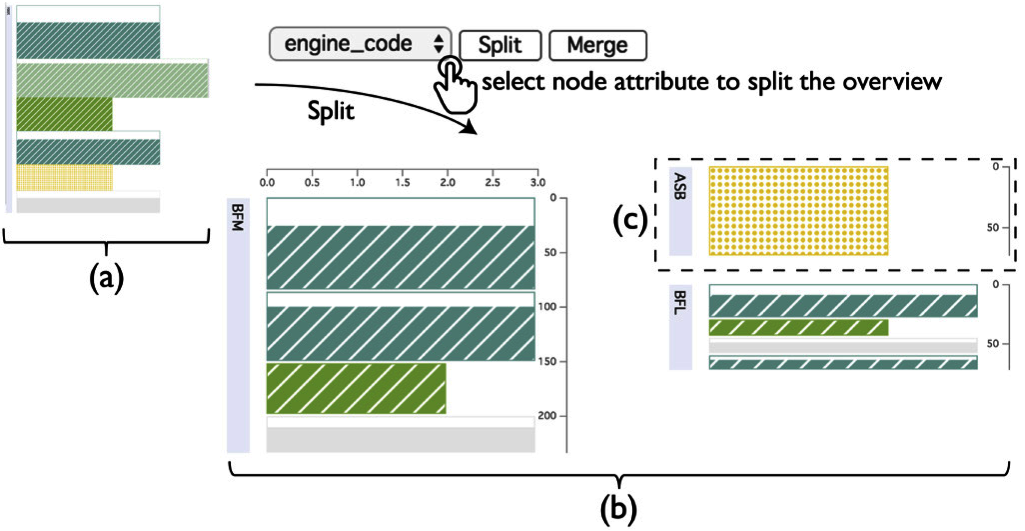 engine_code Split Merge
select node attribute to split the overview
Split
(a)
0.0 0.5 1.0 1.5 2.0 2.5 3.0
BFM
0
50
100
150
200
(c)
ASB
0
50
BFL
0
50
(b)